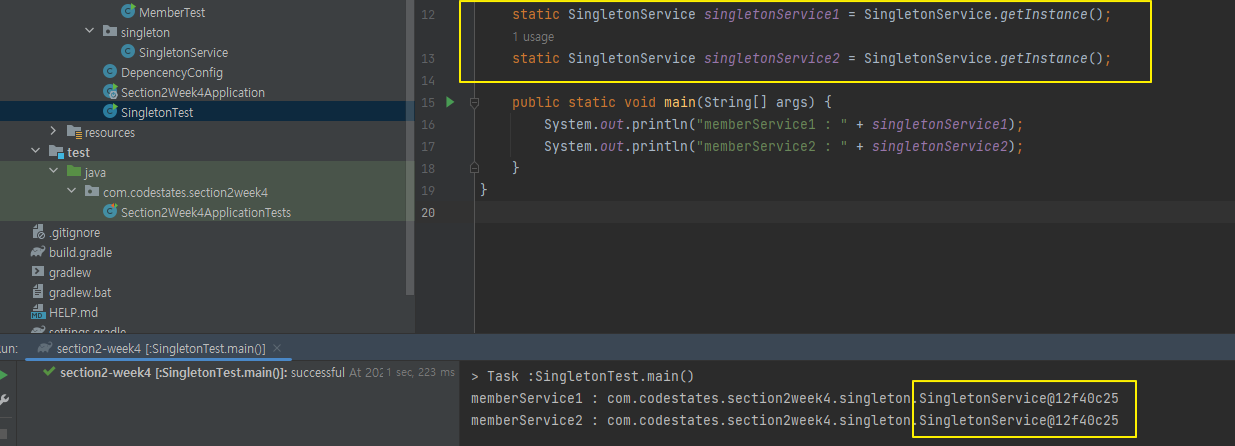 MemberTest
singleton
SingletonService
DepencencyConfig
Section2Week4Application
SingletonTest
resources
test
java
com.codestates.section2week4
Section2Week4ApplicationTests
.gitignore
build.gradle
gradlew
gradlew.bat
HELP.md
settings.gradle
12 static SingletonService singletonService1 = SingletonService.getInstance();
1 usage
13 static SingletonService singletonService2 = SingletonService.getInstance();
14
15 public static void main(String[] args) {
16 System.out.println("memberService1 : " + singletonService1);
17 System.out.println("memberService2 : " + singletonService2);
18 }
19 }
20
un: section2-week4 [:SingletonTest.main()]
section2-week4 [:SingletonTest.main()]: successful At 202 1 sec, 223 ms
> Task :SingletonTest.main()
memberService1 : com.codestates.section2week4.singleton.SingletonService@12f40c25
memberService2 : com.codestates.section2week4.singleton.SingletonService@12f40c25